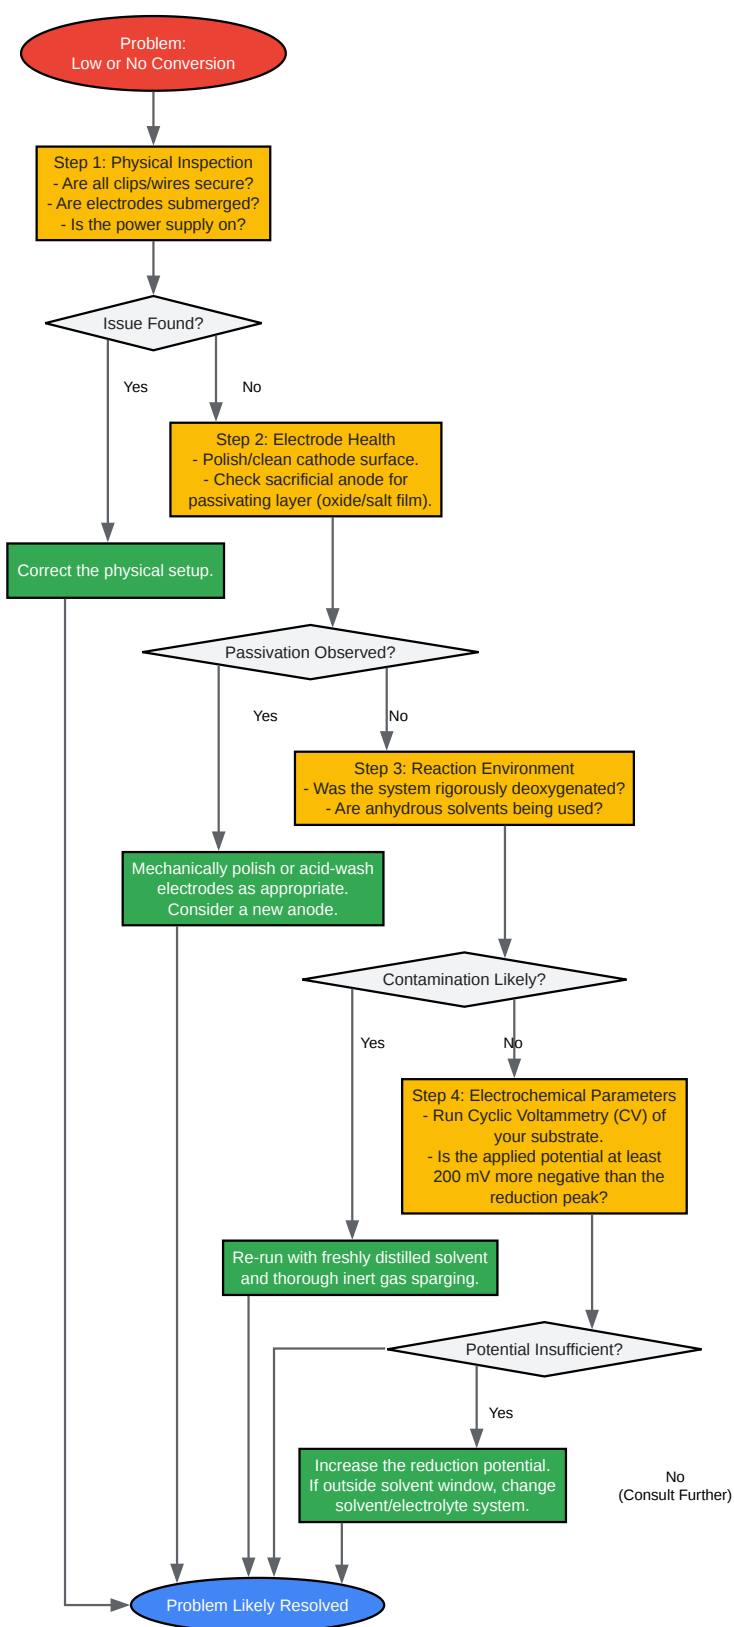 Problem:
Low or No Conversion
Step 1: Physical Inspection
- Are all clips/wires secure?
- Are electrodes submerged?
- Is the power supply on?
Issue Found?
Yes
No
Step 2: Electrode Health
- Polish/clean cathode surface.
- Check sacrificial anode for
passivating layer (oxide/salt film).
Correct the physical setup.
Passivation Observed?
Yes
No
Step 3: Reaction Environment
- Was the system rigorously deoxygenated?
- Are anhydrous solvents being used?
Mechanically polish or acid-wash
electrodes as appropriate.
Consider a new anode.
Contamination Likely?
Yes
No
Step 4: Electrochemical Parameters
- Run Cyclic Voltammetry (CV) of
your substrate.
- Is the applied potential at least
200 mV more negative than the
reduction peak?
Re-run with freshly distilled solvent
and thorough inert gas sparging.
Potential Insufficient?
Yes
Increase the reduction potential.
If outside solvent window, change
solvent/electrolyte system.
No
(Consult Further)
Problem Likely Resolved